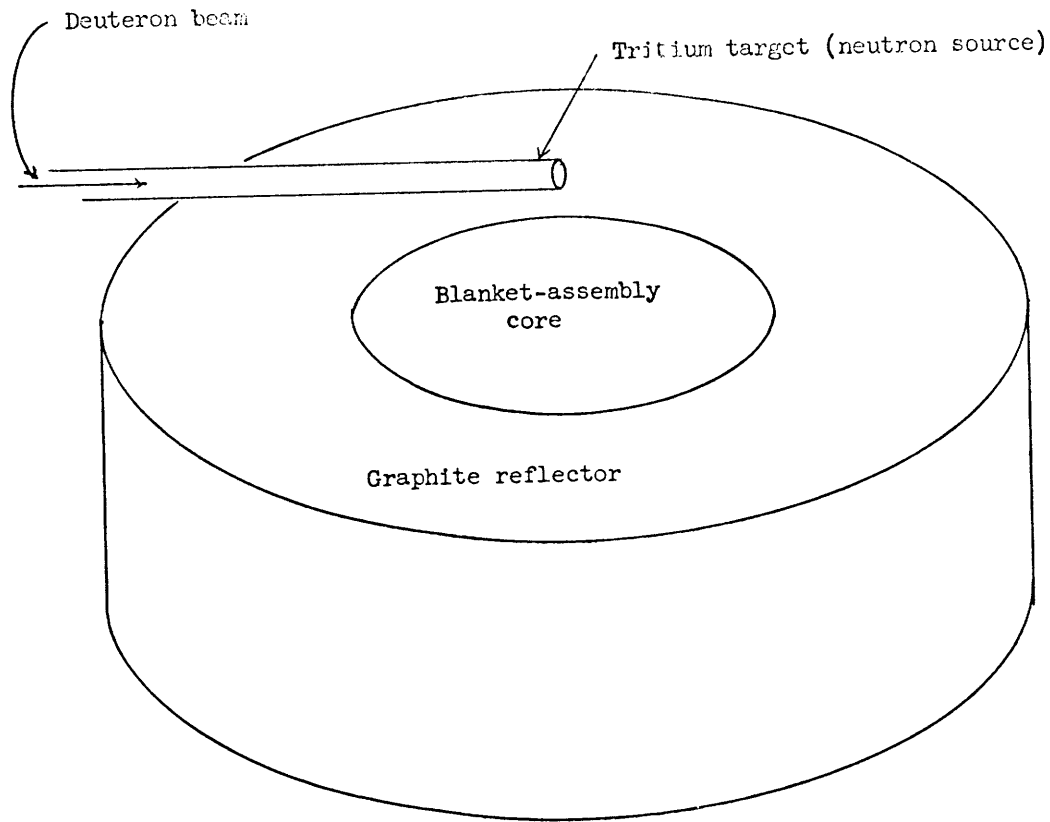 Deuteron beam
Tritium target (neutron source)
Blanket-assembly
core
Graphite reflector